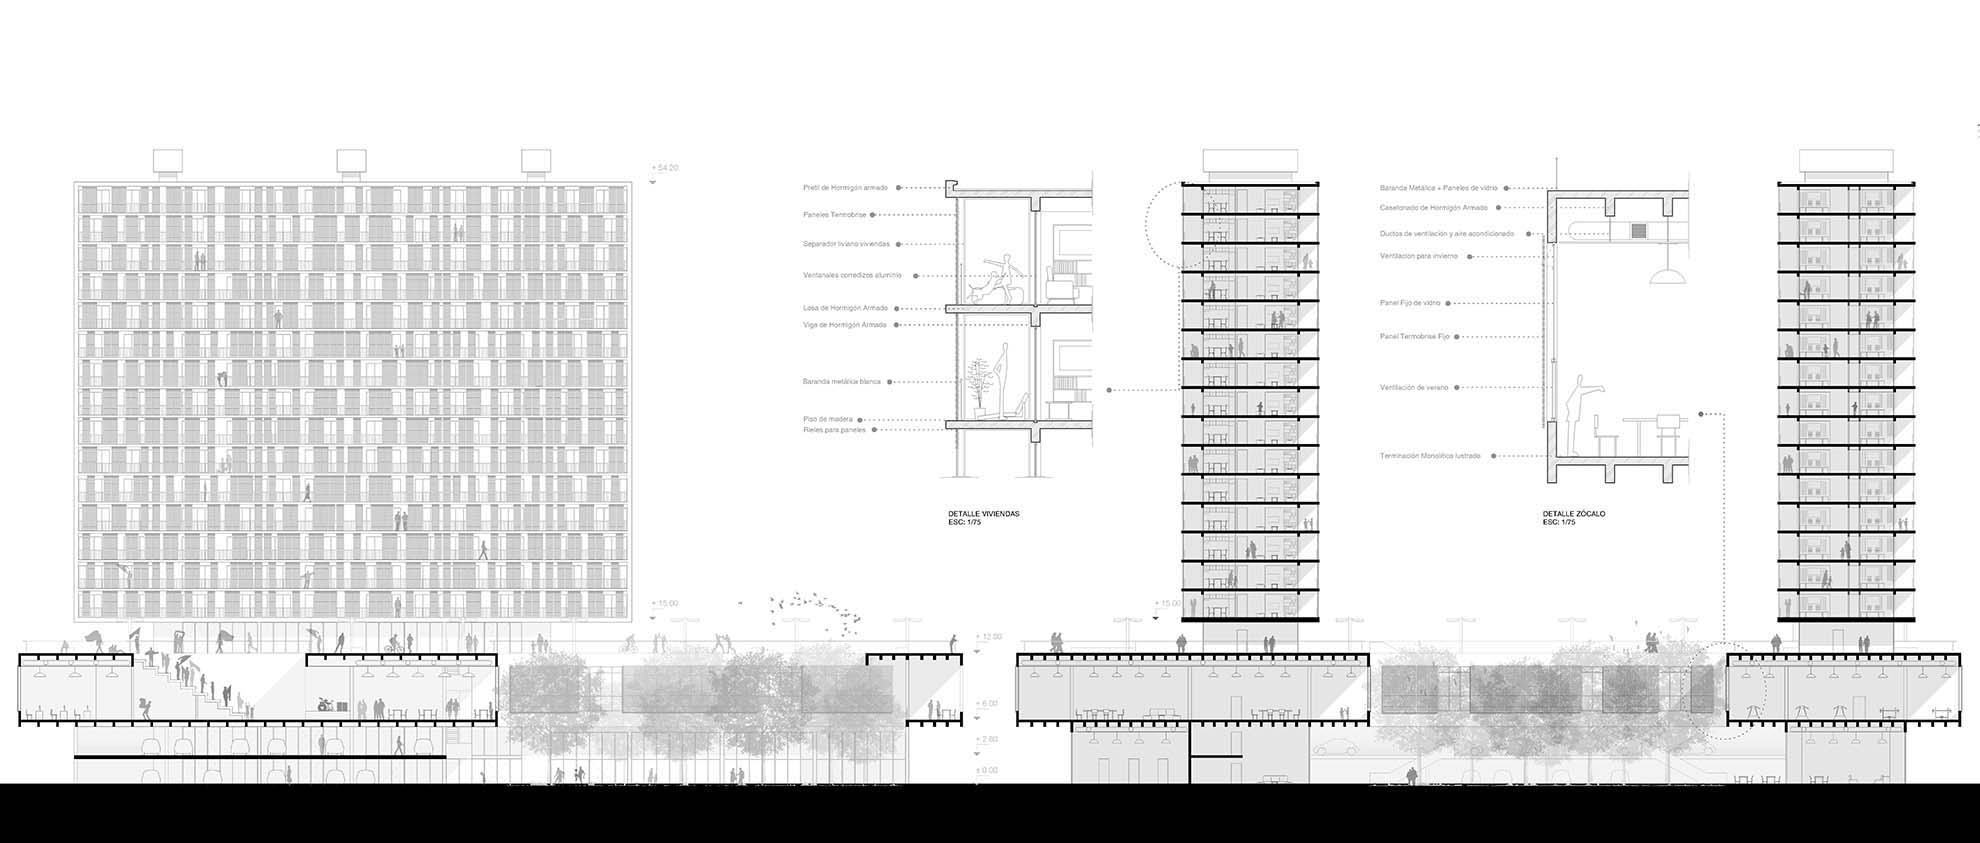 + 54.20
Pretil de Hormigón armado
Paneles Termobrise
Separador liviano viviendas
Ventanales corredizos aluminio
Losa de Hormigón Armado
Viga de Hormigón Armado
Baranda metálica blanca
Piso de madera
Rieles para paneles
DETALLE VIVIENDAS
ESC: 1/75
Baranda Metálica + Paneles de vidrio
Casetonado de Hormigón Armado
Ductos de ventilación y aire acondicionado
Ventilación para invierno
Panel Fijo de vidrio
Panel Termobrise Fijo
Ventilación de verano
Terminación Monolítica lustrada
DETALLE ZÓCALO
ESC: 1/75
+ 15.00
+ 15.00
+ 12.00
+ 6.00
+ 2.80
± 0.00